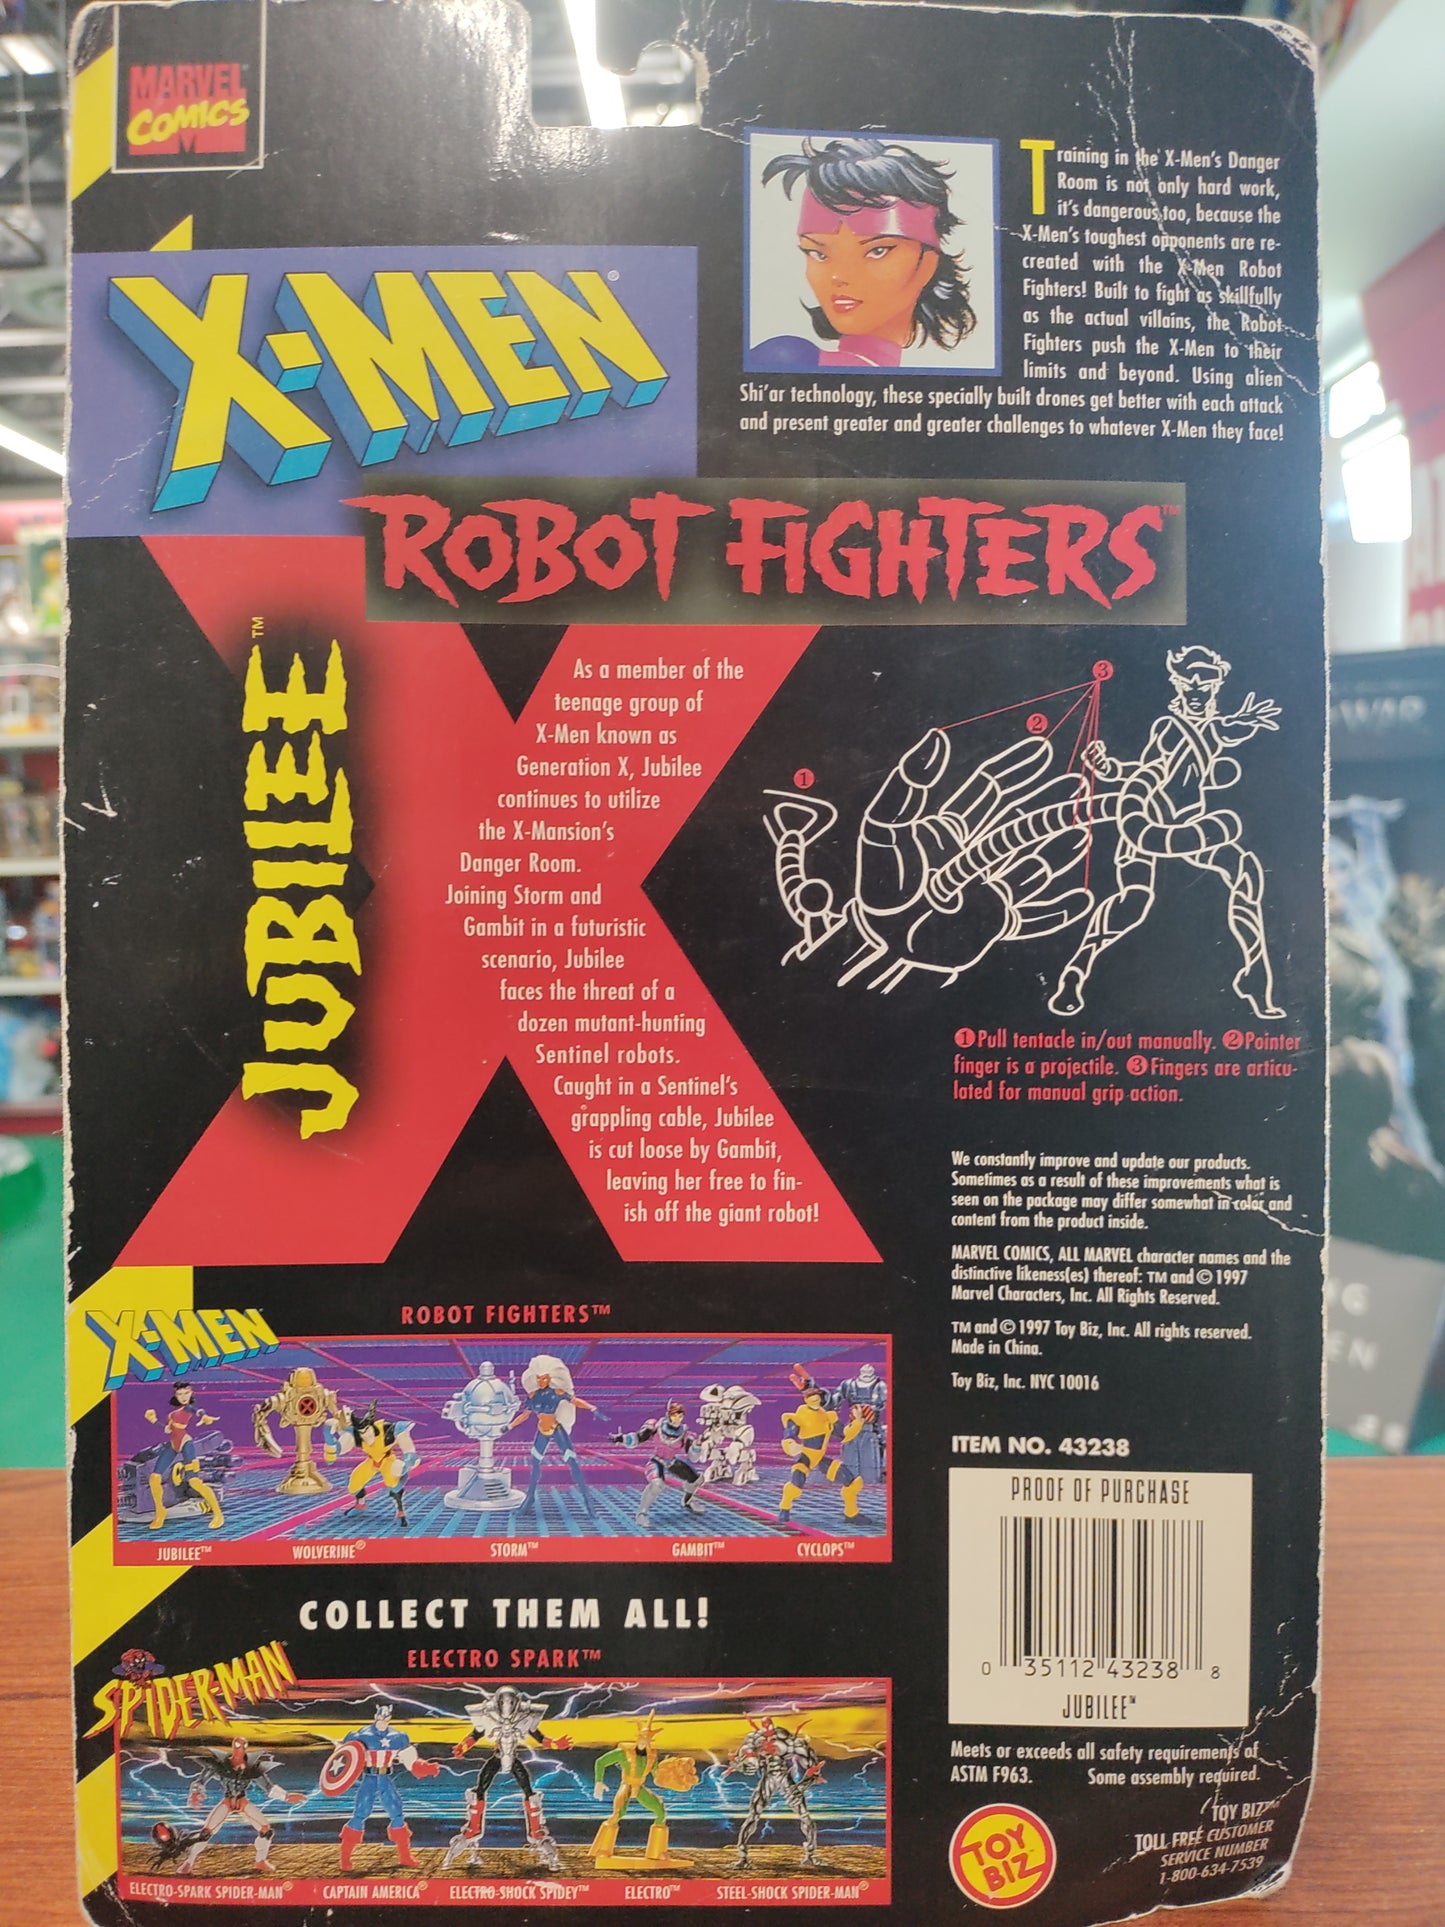 MARVEL
COMICS
M
Training in the X-Men's Danger
Room is not only hard work,
it's dangerous too, because the
X-Men's toughest opponents are re-
created with the X-Men Robot
Fighters! Built to fight as skillfully
as the actual villains, the Robot
Fighters push the X-Men to their
limits and beyond. Using alien
Shi'ar technology, these specially built drones get better with each attack
and present greater and greater challenges to whatever X-Men they face!
X-MEN®
ROBOT FIGHTERS™
JUBILEE™
As a member of the
teenage group of
X-Men known as
Generation X, Jubilee
continues to utilize
the X-Mansion's
Danger Room.
Joining Storm and
Gambit in a futuristic
scenario, Jubilee
faces the threat of a
dozen mutant-hunting
Sentinel robots.
Caught in a Sentinel's
grappling cable, Jubilee
is cut loose by Gambit,
leaving her free to fin-
ish off the giant robot!
3
2
1
1 Pull tentacle in/out manually. 2 Pointer
finger is a projectile. 3 Fingers are articu-
lated for manual grip action.
We constantly improve and update our products.
Sometimes as a result of these improvements what is
seen on the package may differ somewhat in color and
content from the product inside.
MARVEL COMICS, ALL MARVEL character names and the
distinctive likeness(es) thereof: TM and © 1997
Marvel Characters, Inc. All Rights Reserved.
TM and © 1997 Toy Biz, Inc. All rights reserved.
Made in China.
Toy Biz, Inc. NYC 10016
ITEM NO. 43238
PROOF OF PURCHASE
0 35112 43238 8
JUBILEE™
Meets or exceeds all safety requirements of
ASTM F963. Some assembly required.
TOY BIZ
TOY BIZ™
TOLL FREE CUSTOMER
SERVICE NUMBER
1-800-634-7539
X-MEN
ROBOT FIGHTERS™
JUBILEE™ WOLVERINE® STORM™ GAMBIT™ CYCLOPS™
COLLECT THEM ALL!
SPIDER-MAN®
ELECTRO SPARK™
ELECTRO-SPARK SPIDER-MAN® CAPTAIN AMERICA® ELECTRO-SHOCK SPIDEY™ ELECTRO™ STEEL-SHOCK SPIDER-MAN®